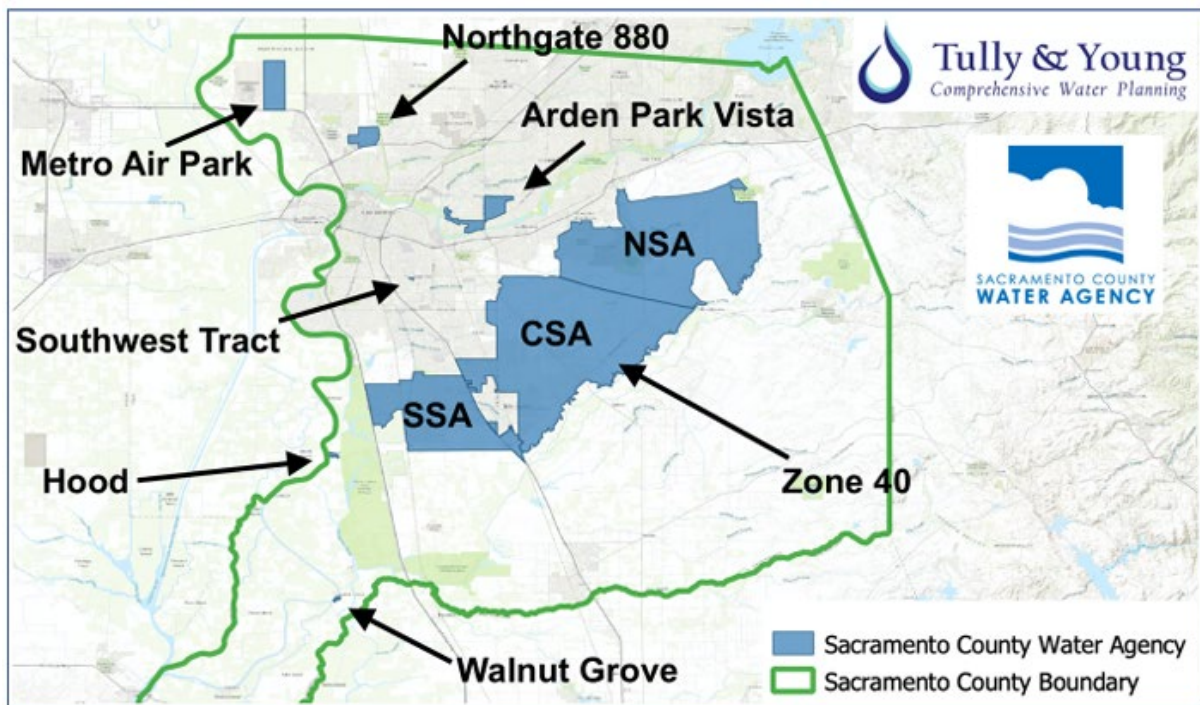 Northgate 880
Tully & Young
Comprehensive Water Planning
Arden Park Vista
Metro Air Park
NSA
SACRAMENTO COUNTY
WATER AGENCY
Southwest Tract
CSA
SSA
Hood
Zone 40
Walnut Grove
Sacramento County Water Agency
Sacramento County Boundary